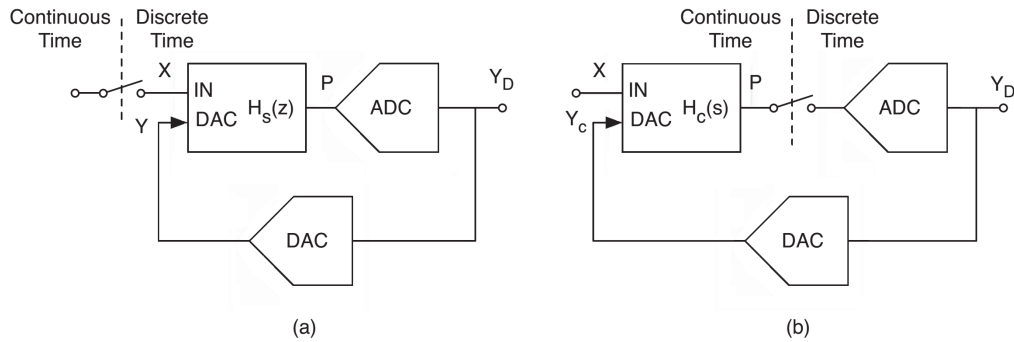 Continuous Time
Discrete Time
X
IN
DAC
H_s(z)
P
ADC
Y_D
Y
DAC
(a)
Continuous Time
Discrete Time
X
IN
DAC
H_c(s)
P
ADC
Y_D
Y_c
DAC
(b)